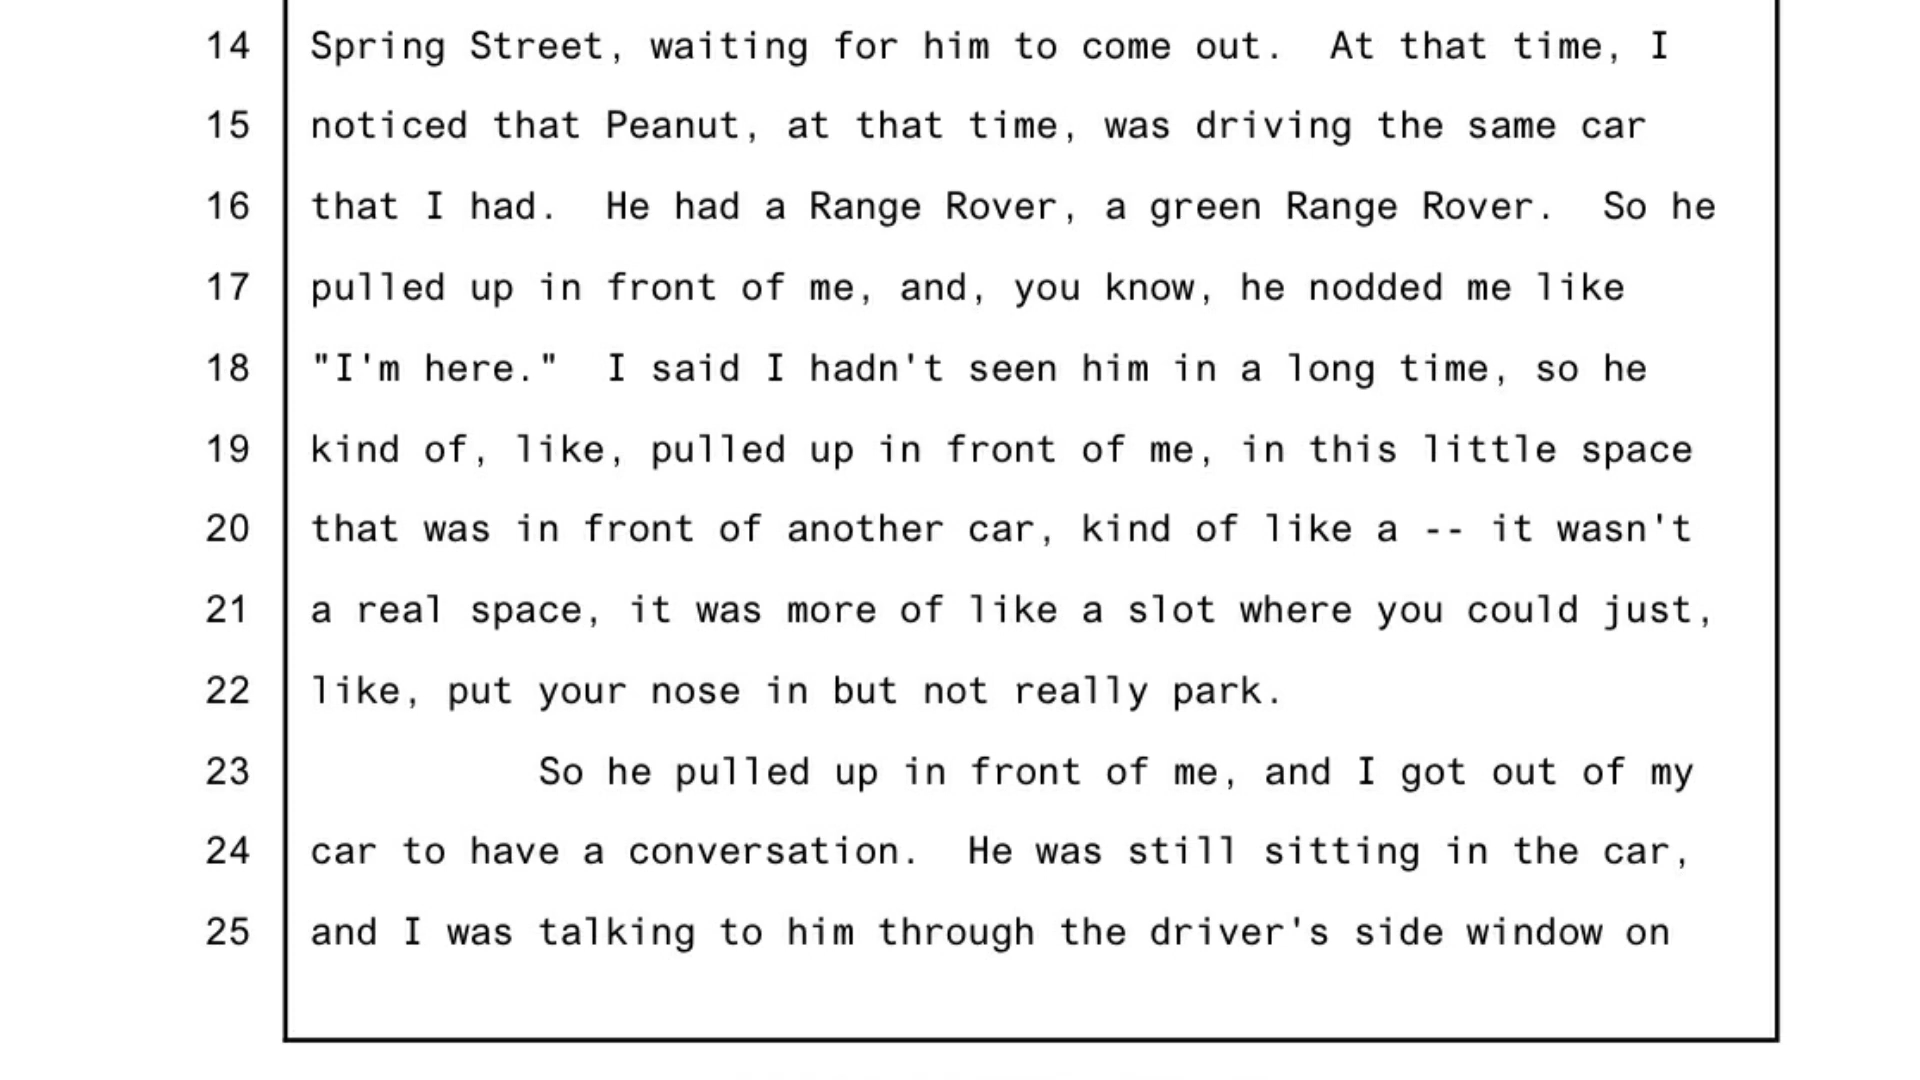 14 Spring Street, waiting for him to come out.  At that time, I
15 noticed that Peanut, at that time, was driving the same car
16 that I had.  He had a Range Rover, a green Range Rover.  So he
17 pulled up in front of me, and, you know, he nodded me like
18 "I'm here."  I said I hadn't seen him in a long time, so he
19 kind of, like, pulled up in front of me, in this little space
20 that was in front of another car, kind of like a -- it wasn't
21 a real space, it was more of like a slot where you could just,
22 like, put your nose in but not really park.
23 So he pulled up in front of me, and I got out of my
24 car to have a conversation.  He was still sitting in the car,
25 and I was talking to him through the driver's side window on